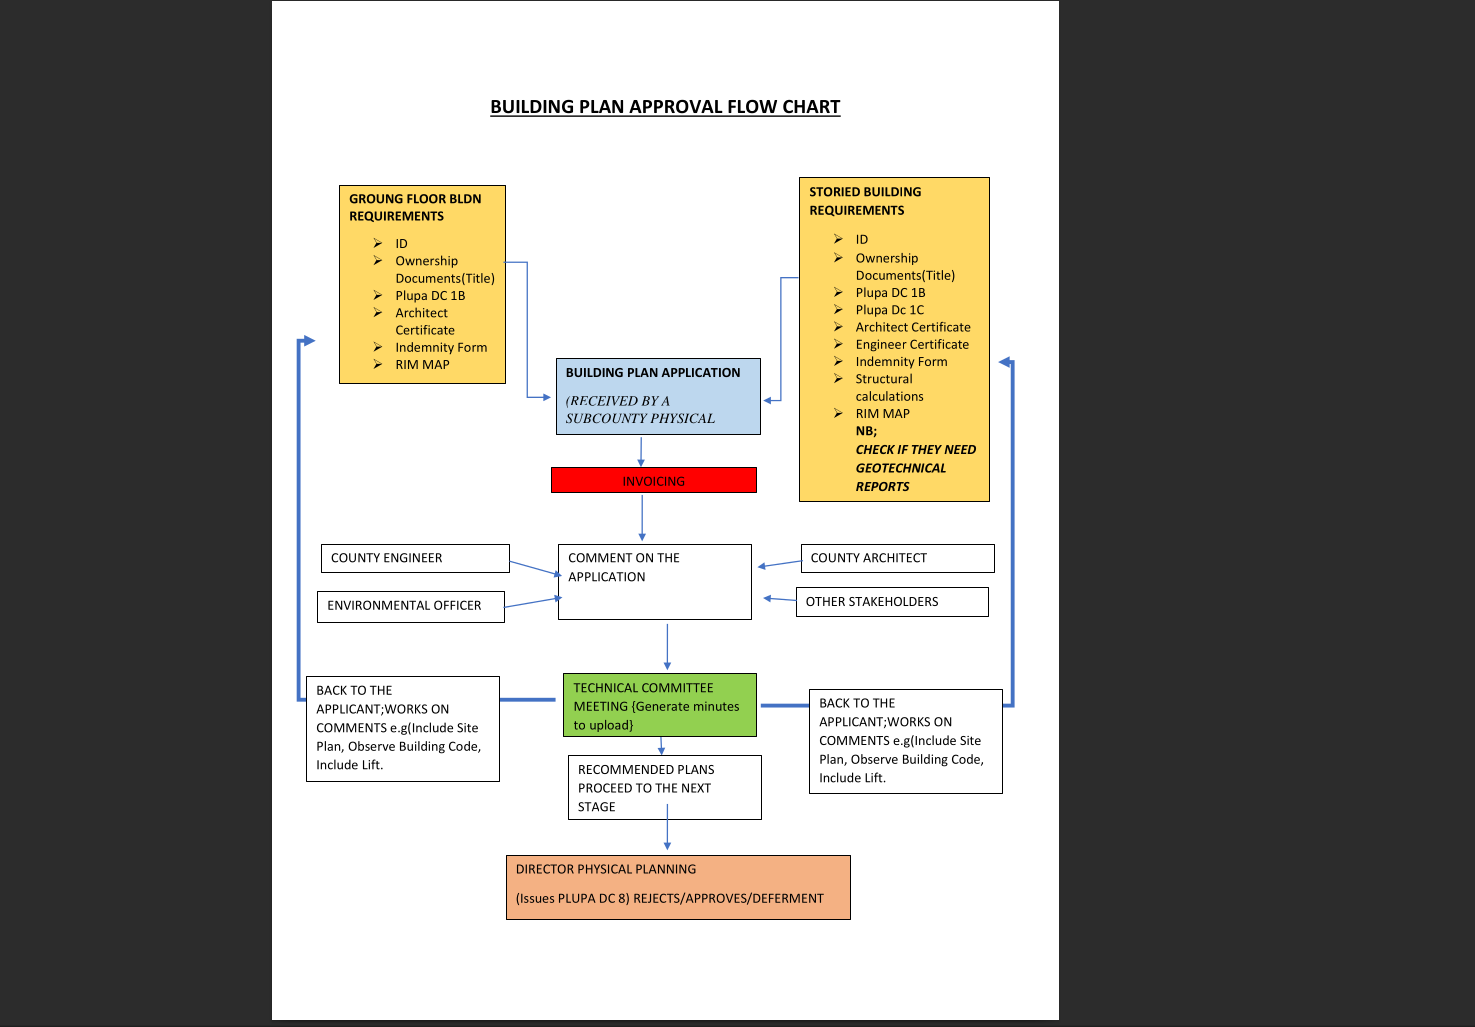 BUILDING PLAN APPROVAL FLOW CHART
GROUNG FLOOR BLDN
REQUIREMENTS
ID
Ownership
Documents(Title)
Plupa DC 1B
Architect
Certificate
Indemnity Form
RIM MAP
STORIED BUILDING
REQUIREMENTS
ID
Ownership
Documents(Title)
Plupa DC 1B
Plupa Dc 1C
Architect Certificate
Engineer Certificate
Indemnity Form
Structural
calculations
RIM MAP
NB;
CHECK IF THEY NEED
GEOTECHNICAL
REPORTS
BUILDING PLAN APPLICATION
(RECEIVED BY A
SUBCOUNTY PHYSICAL
INVOICING
COUNTY ENGINEER
ENVIRONMENTAL OFFICER
COMMENT ON THE
APPLICATION
COUNTY ARCHITECT
OTHER STAKEHOLDERS
BACK TO THE
APPLICANT;WORKS ON
COMMENTS e.g(Include Site
Plan, Observe Building Code,
Include Lift.
TECHNICAL COMMITTEE
MEETING {Generate minutes
to upload}
BACK TO THE
APPLICANT;WORKS ON
COMMENTS e.g(Include Site
Plan, Observe Building Code,
Include Lift.
RECOMMENDED PLANS
PROCEED TO THE NEXT
STAGE
DIRECTOR PHYSICAL PLANNING
(Issues PLUPA DC 8) REJECTS/APPROVES/DEFERMENT